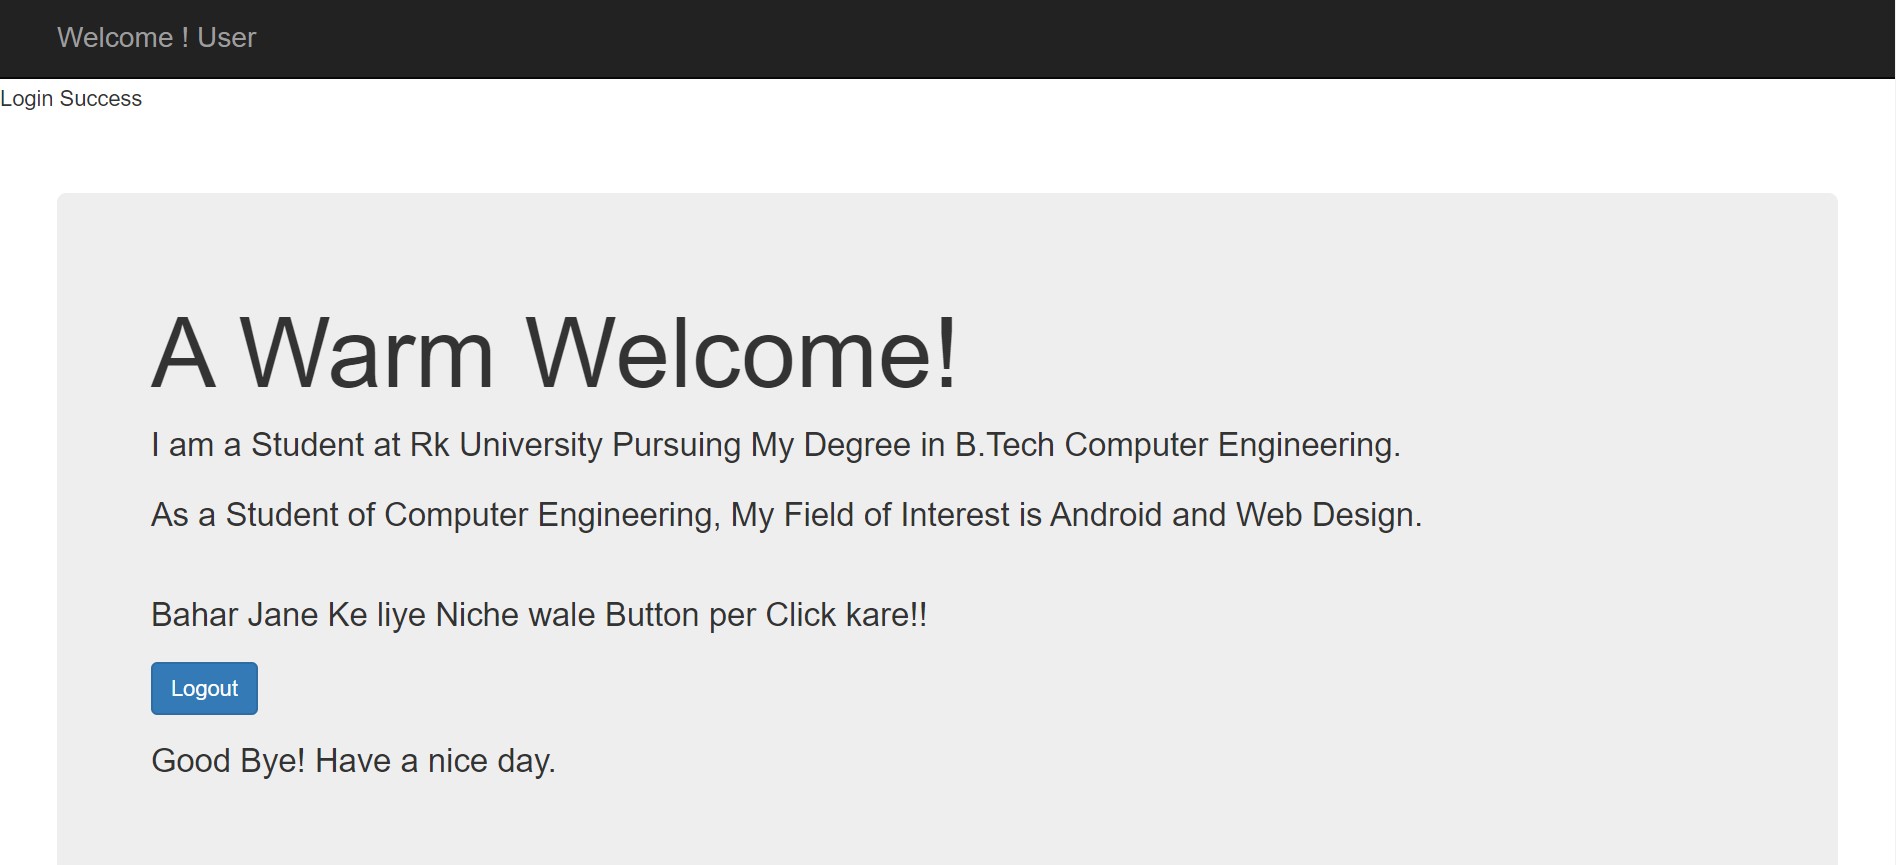 Welcome ! User
Login Success
A Warm Welcome!
I am a Student at Rk University Pursuing My Degree in B.Tech Computer Engineering.
As a Student of Computer Engineering, My Field of Interest is Android and Web Design.
Bahar Jane Ke liye Niche wale Button per Click kare!!
Logout
Good Bye! Have a nice day.